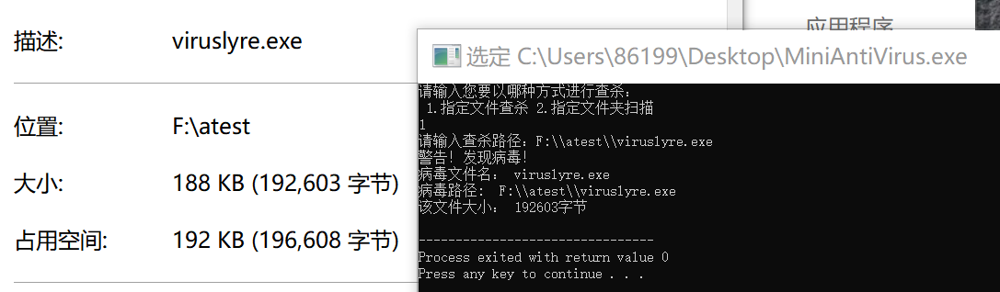 描述: viruslyre.exe
位置: F:\atest
大小: 188 KB (192,603 字节)
占用空间: 192 KB (196,608 字节)
应用程序
选定 C:\Users\86199\Desktop\MiniAntiVirus.exe
请输入您要以哪种方式进行查杀:
1.指定文件查杀 2.指定文件夹扫描
1
请输入查杀路径: F:\\atest\\viruslyre.exe
警告! 发现病毒!
病毒文件名: viruslyre.exe
病毒路径: F:\\atest\\viruslyre.exe
该文件大小: 192603字节
--------------------------------
Process exited with return value 0
Press any key to continue . . .